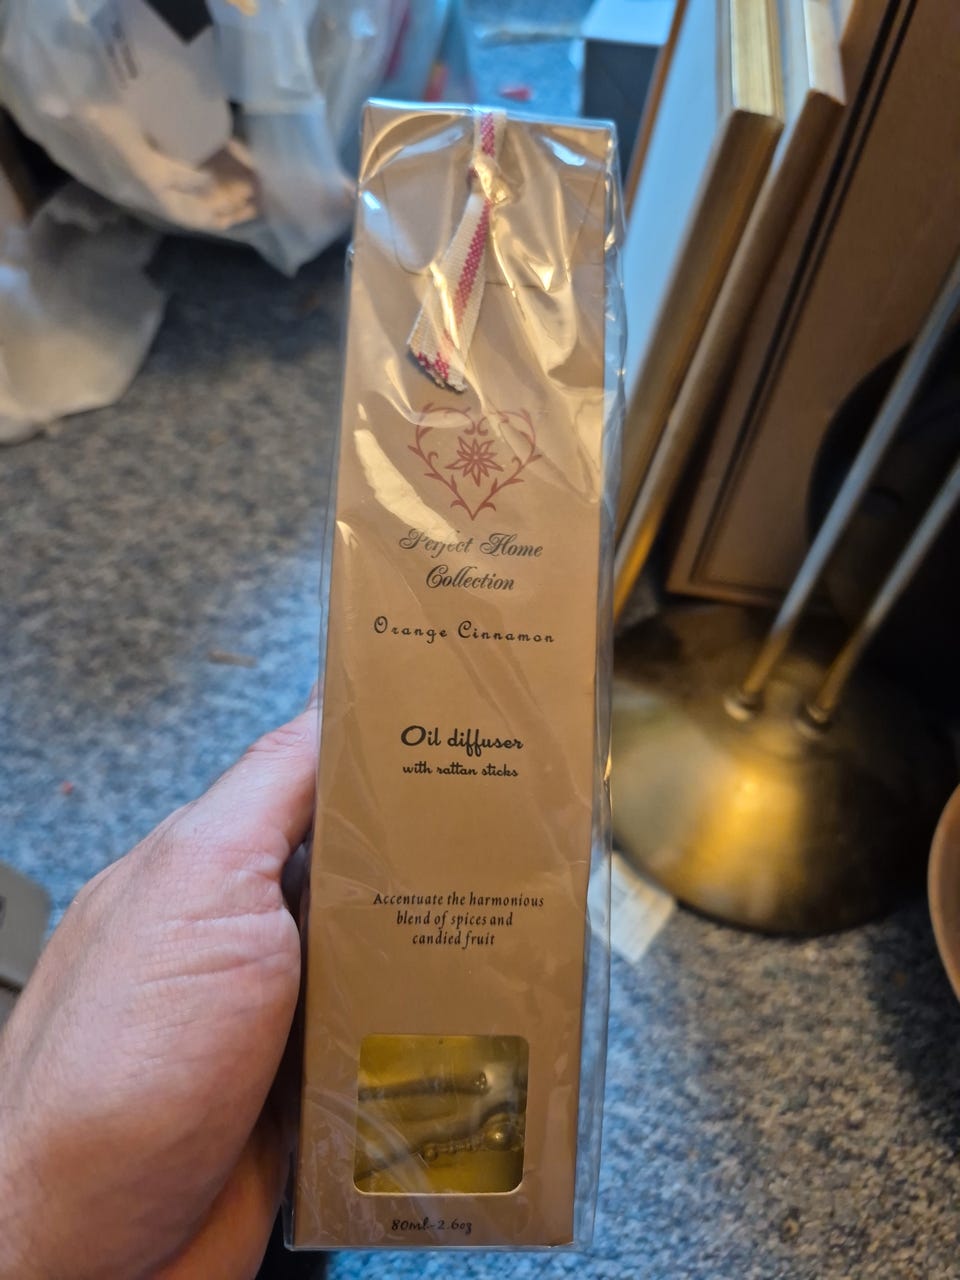 Perfect Home
Collection
Orange Cinnamon
Oil diffuser
with rattan sticks
Accentuate the harmonious
blend of spices and
candied fruit
80ml-2.6oz